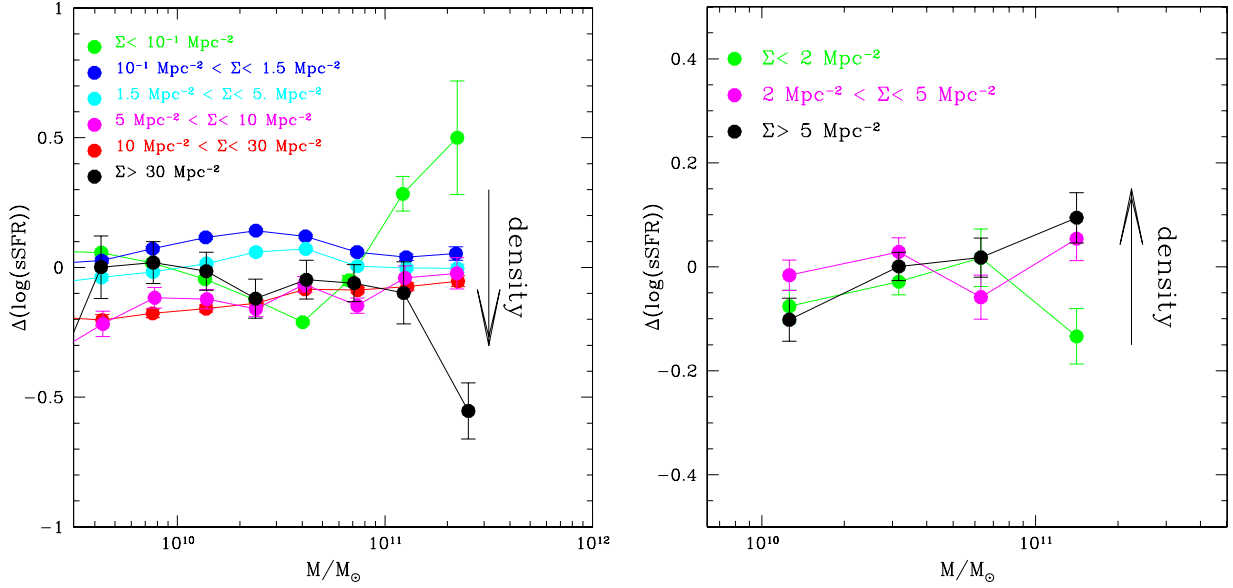 1
0.5
0
−0.5
−1
Δ(log(sSFR))
Σ< 10⁻¹ Mpc⁻²
10⁻¹ Mpc⁻² < Σ< 1.5 Mpc⁻²
1.5 Mpc⁻² < Σ< 5. Mpc⁻²
5 Mpc⁻² < Σ< 10 Mpc⁻²
10 Mpc⁻² < Σ< 30 Mpc⁻²
Σ> 30 Mpc⁻²
density
10¹⁰ 10¹¹ 10¹²
M/M☉
0.4
0.2
0
−0.2
−0.4
Δ(log(sSFR))
Σ< 2 Mpc⁻²
2 Mpc⁻² < Σ< 5 Mpc⁻²
Σ> 5 Mpc⁻²
density
10¹⁰ 10¹¹
M/M☉